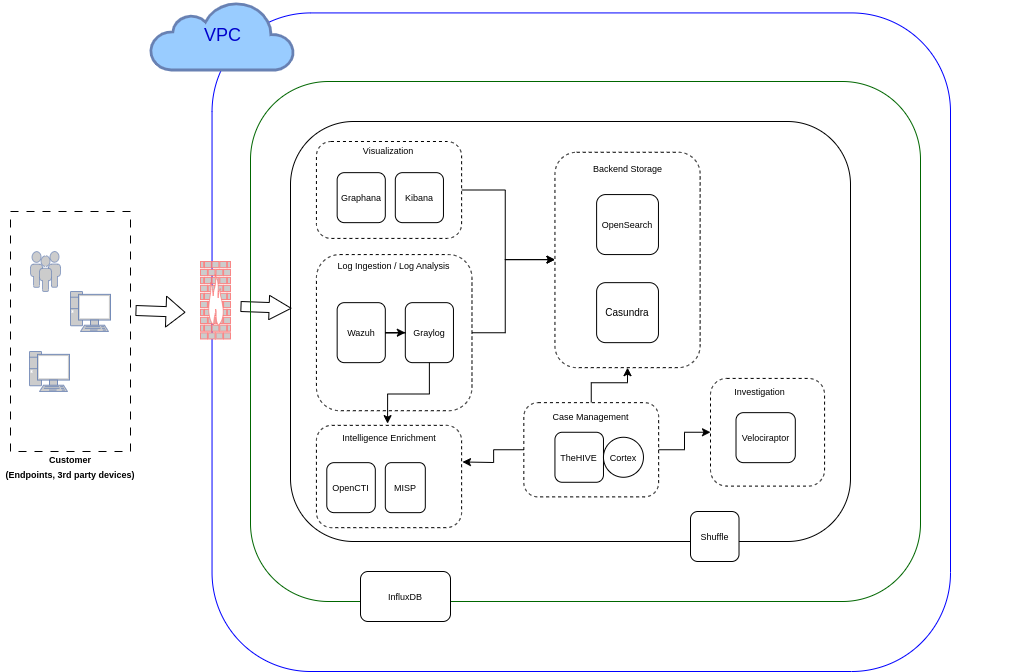 VPC
Visualization
Graphana
Kibana
Backend Storage
OpenSearch
Casundra
Log Ingestion / Log Analysis
Wazuh
Graylog
Customer
(Endpoints, 3rd party devices)
Intelligence Enrichment
OpenCTI
MISP
Case Management
TheHIVE
Cortex
Investigation
Velociraptor
Shuffle
InfluxDB